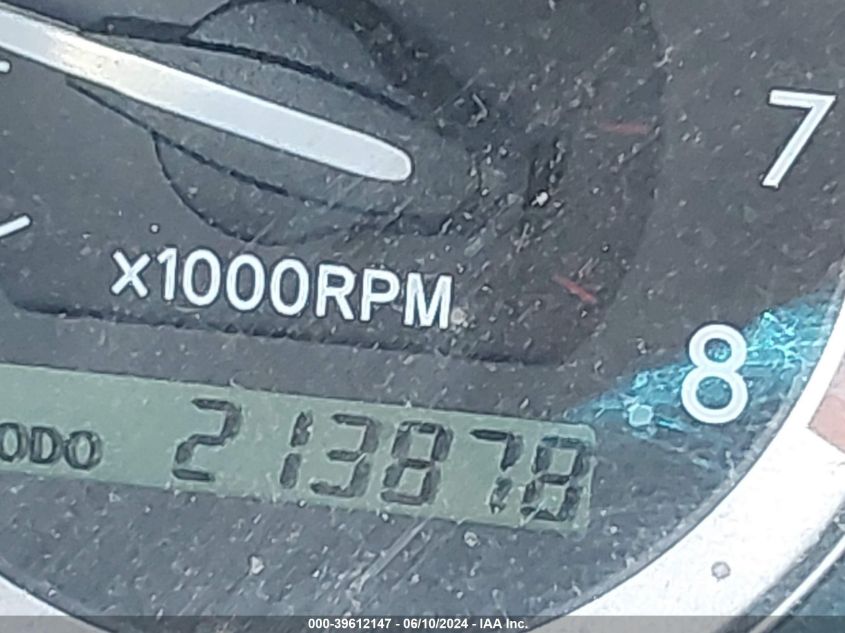 7
x1000RPM
8
ODO 213878
000-39612147 - 06/10/2024 - IAA Inc.